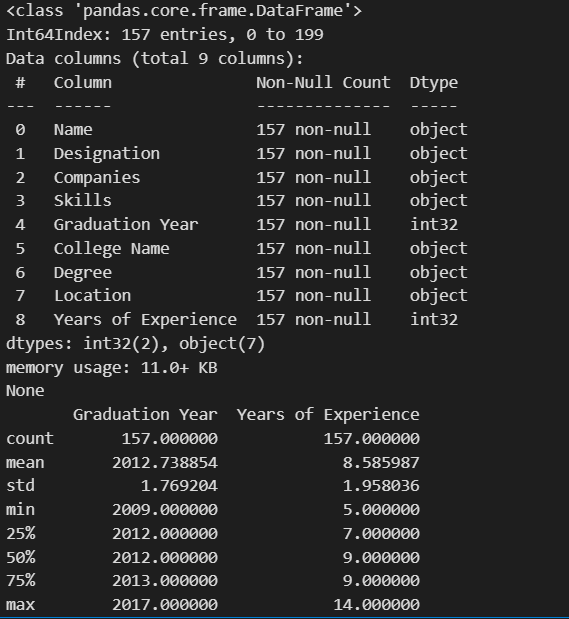 <class 'pandas.core.frame.DataFrame'>
Int64Index: 157 entries, 0 to 199
Data columns (total 9 columns):
 #   Column               Non-Null Count  Dtype
---  ------               --------------  -----
 0   Name                 157 non-null    object
 1   Designation          157 non-null    object
 2   Companies            157 non-null    object
 3   Skills               157 non-null    object
 4   Graduation Year      157 non-null    int32
 5   College Name         157 non-null    object
 6   Degree               157 non-null    object
 7   Location             157 non-null    object
 8   Years of Experience  157 non-null    int32
dtypes: int32(2), object(7)
memory usage: 11.0+ KB
None
       Graduation Year  Years of Experience
count       157.000000           157.000000
mean       2012.738854             8.585987
std           1.769204             1.958036
min        2009.000000             5.000000
25%        2012.000000             7.000000
50%        2012.000000             9.000000
75%        2013.000000             9.000000
max        2017.000000            14.000000